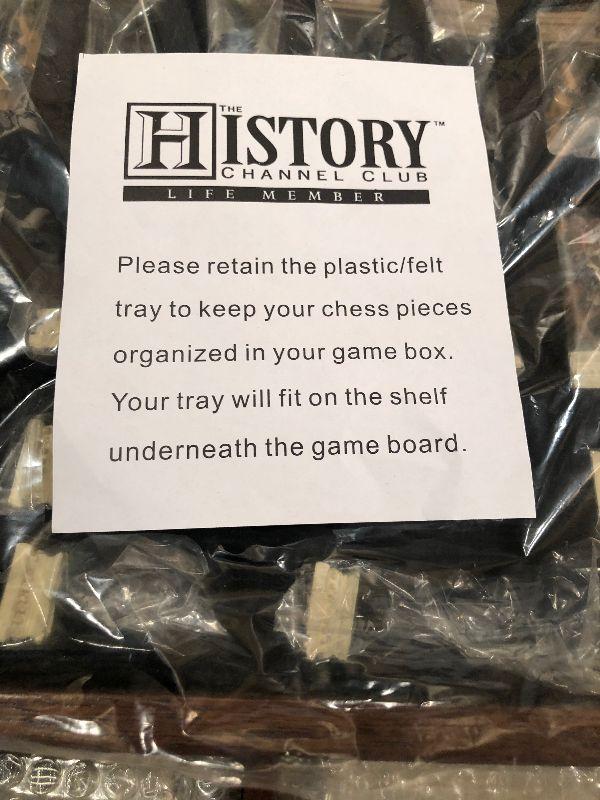 THE
HISTORY™
CHANNEL CLUB
LIFE MEMBER
Please retain the plastic/felt
tray to keep your chess pieces
organized in your game box.
Your tray will fit on the shelf
underneath the game board.